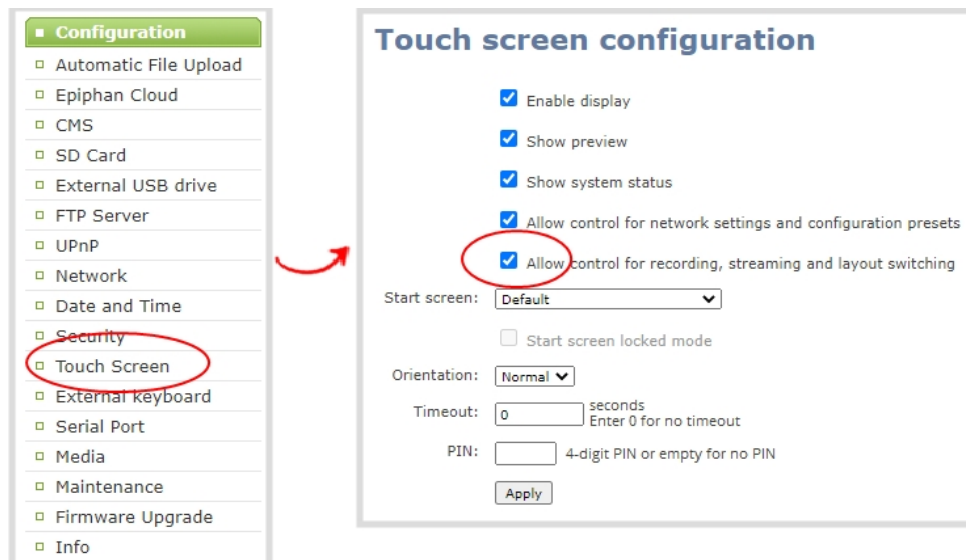 Configuration
Automatic File Upload
Epiphan Cloud
CMS
SD Card
External USB drive
FTP Server
UPnP
Network
Date and Time
Security
Touch Screen
External keyboard
Serial Port
Media
Maintenance
Firmware Upgrade
Info
Touch screen configuration
Enable display
Show preview
Show system status
Allow control for network settings and configuration presets
Allow control for recording, streaming and layout switching
Start screen: Default
Start screen locked mode
Orientation: Normal
Timeout: 0 seconds
Enter 0 for no timeout
PIN: 4-digit PIN or empty for no PIN
Apply